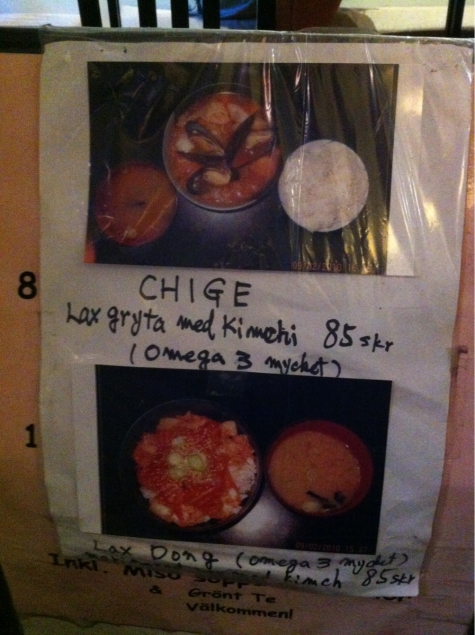 8
CHIGE
Lax gryta med Kimchi 85 skr
(Omega 3 mycket)
1
Lax Dong (omega 3 mycket)
kimch 85 skr
Inkl. Miso soppa
& Grönt Te
Välkommen!